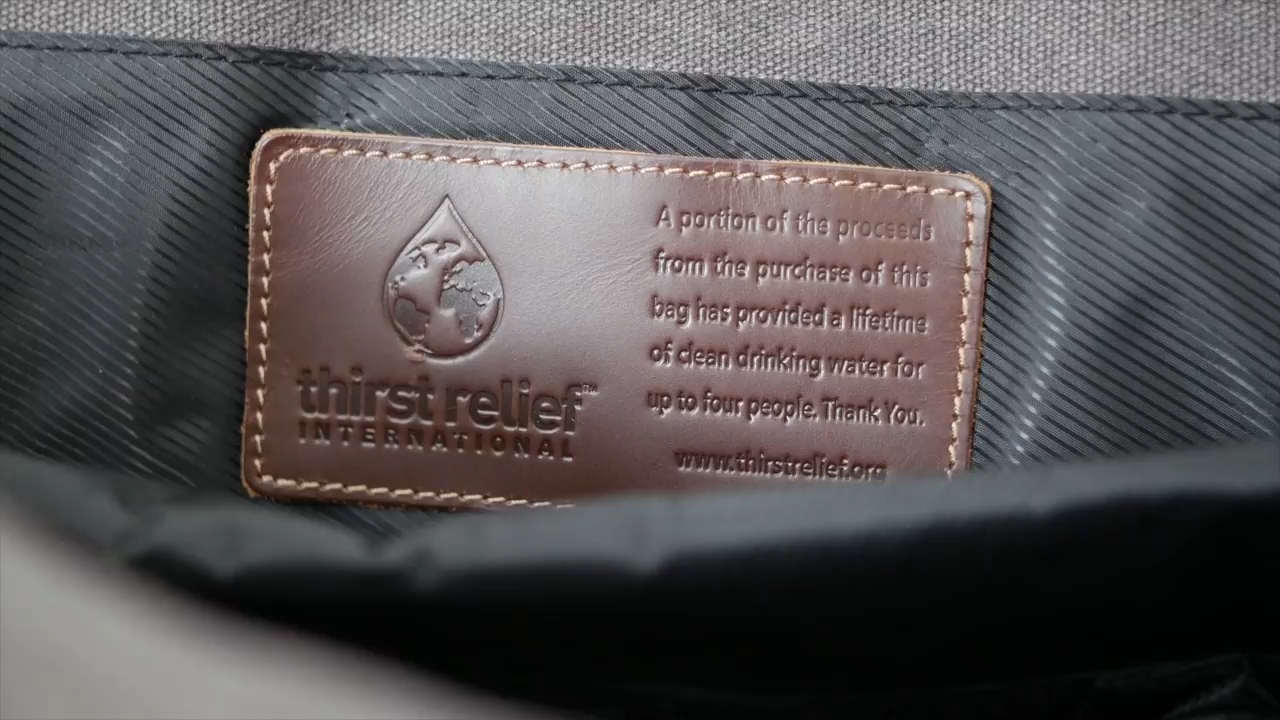 thirst relief™
INTERNATIONAL
A portion of the proceeds
from the purchase of this
bag has provided a lifetime
of clean drinking water for
up to four people. Thank You.
www.thirstrelief.org